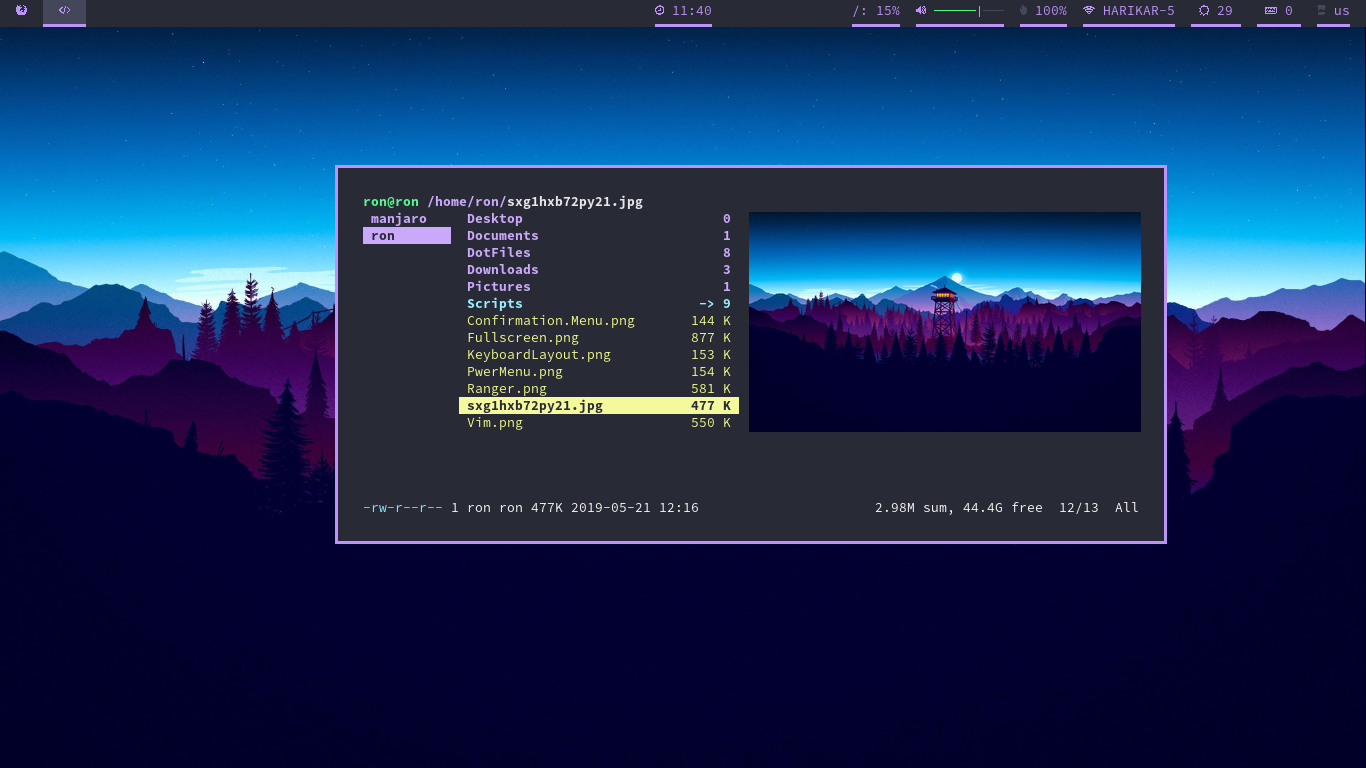 </> 11:40 /: 15% 100% HARIKAR-5 29 0 us
ron@ron /home/ron/sxg1hxb72py21.jpg
manjaro Desktop 0
ron Documents 1
DotFiles 8
Downloads 3
Pictures 1
Scripts -> 9
Confirmation.Menu.png 144 K
Fullscreen.png 877 K
KeyboardLayout.png 153 K
PwerMenu.png 154 K
Ranger.png 581 K
sxg1hxb72py21.jpg 477 K
Vim.png 550 K
-rw-r--r-- 1 ron ron 477K 2019-05-21 12:16 2.98M sum, 44.4G free 12/13 All